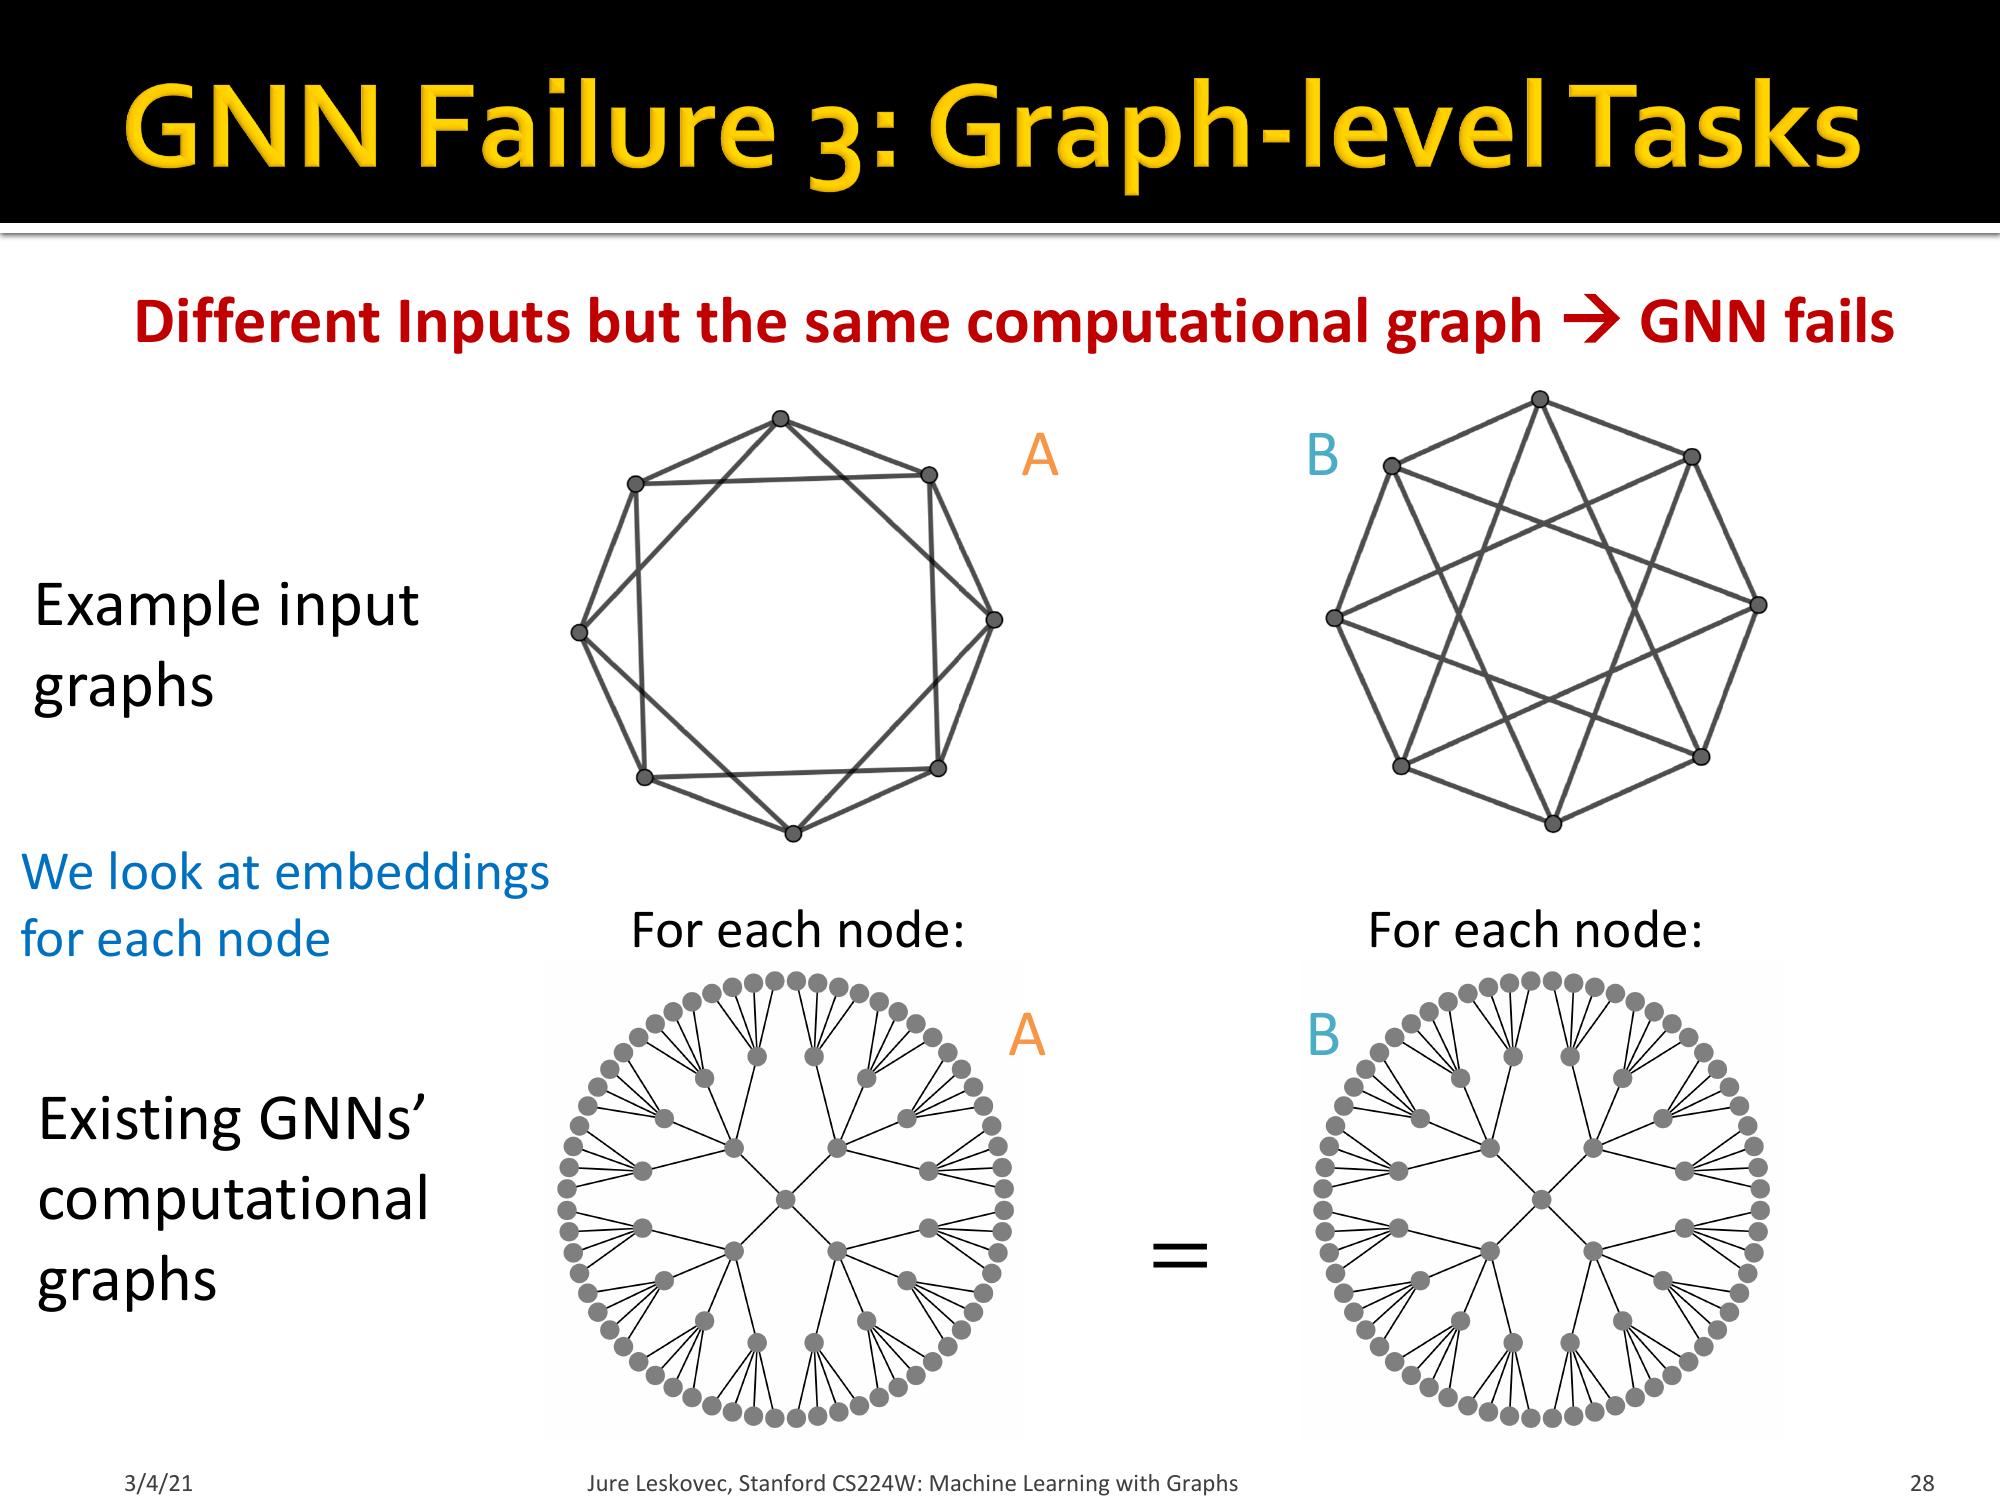 GNN Failure 3: Graph-level Tasks
Different Inputs but the same computational graph → GNN fails
A
B
Example input
graphs
We look at embeddings
for each node
For each node:
For each node:
A
B
Existing GNNs’
computational
graphs
=
3/4/21
Jure Leskovec, Stanford CS224W: Machine Learning with Graphs
28